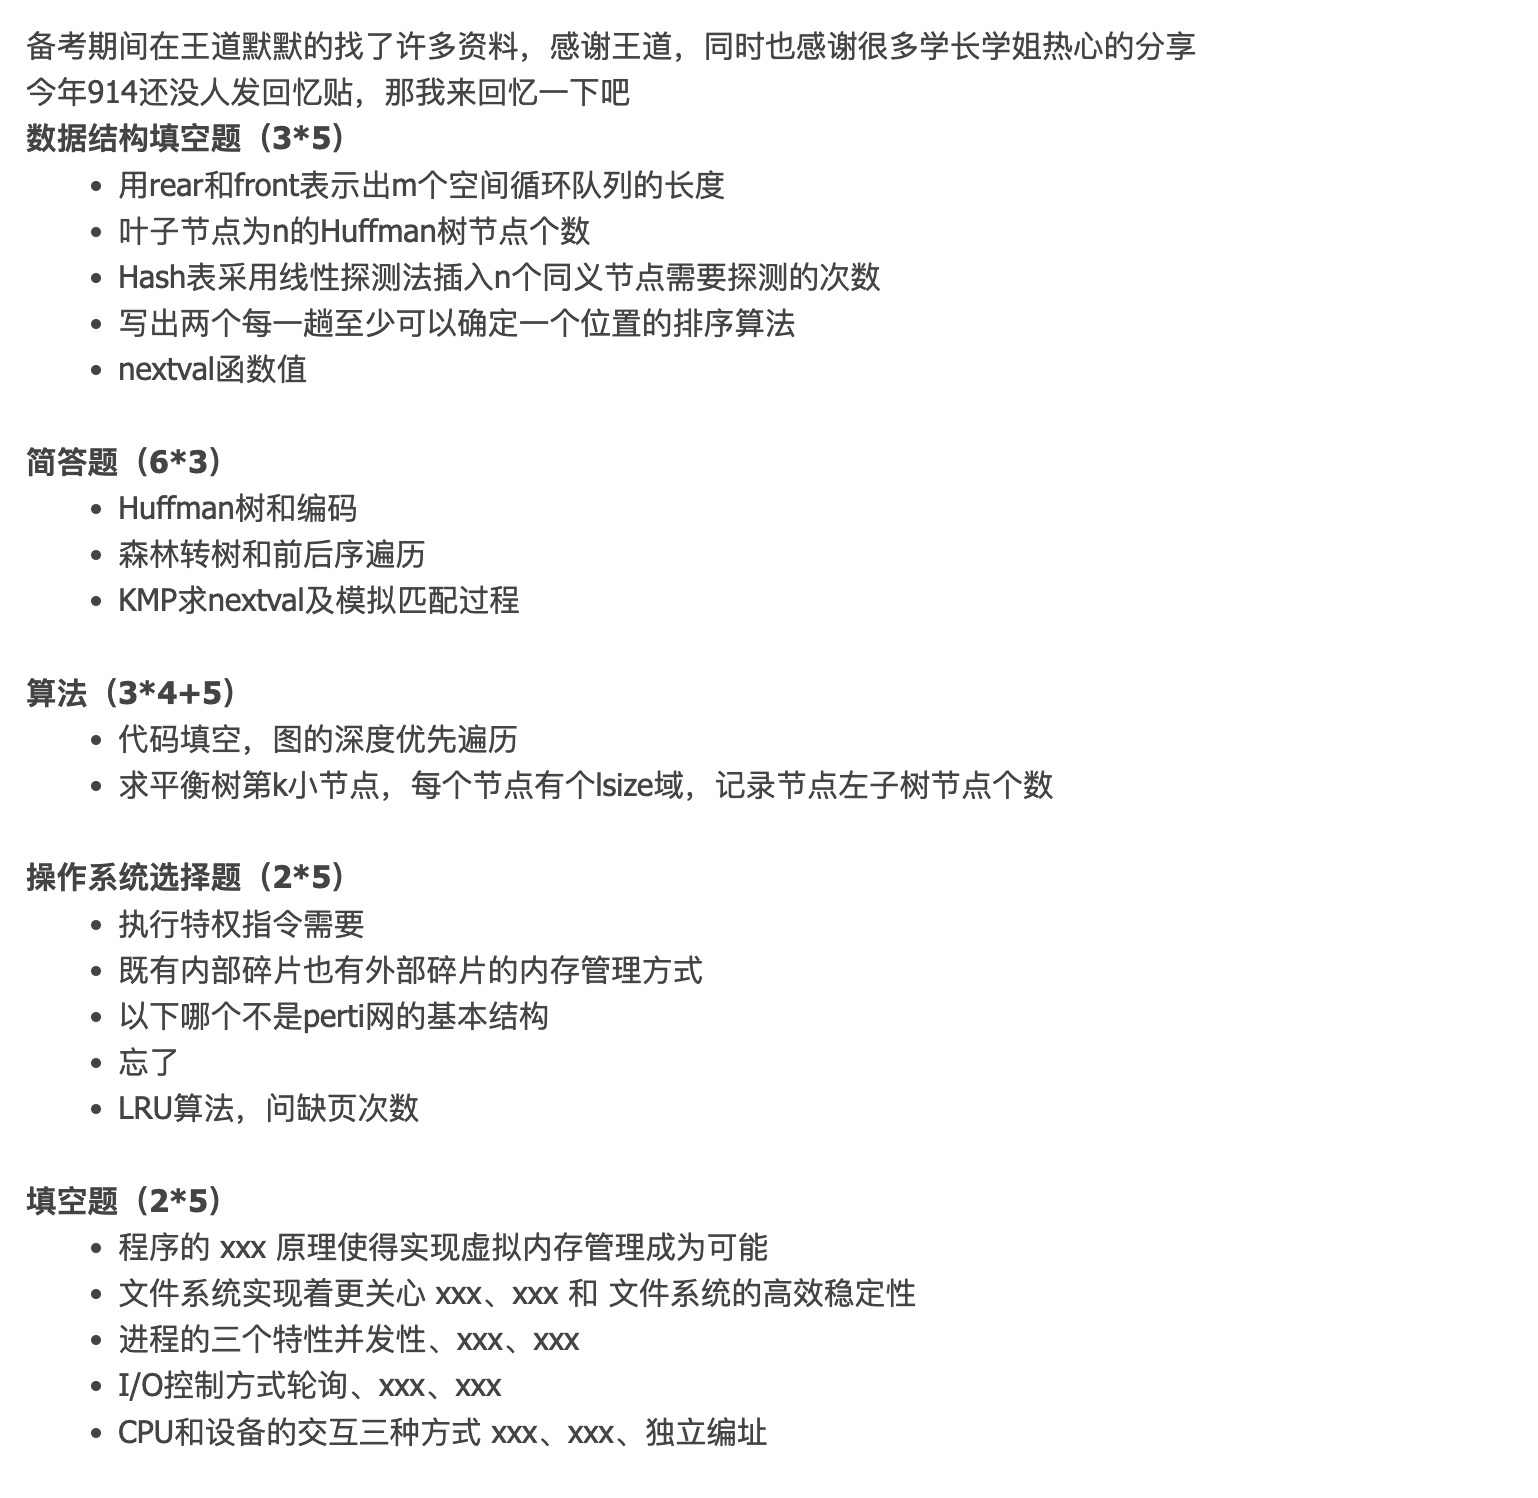 备考期间在王道默默的找了许多资料，感谢王道，同时也感谢很多学长学姐热心的分享
今年914还没人发回忆贴，那我来回忆一下吧
数据结构填空题（3*5）
• 用rear和front表示出m个空间循环队列的长度
• 叶子节点为n的Huffman树节点个数
• Hash表采用线性探测法插入n个同义节点需要探测的次数
• 写出两个每一趟至少可以确定一个位置的排序算法
• nextval函数值
简答题（6*3）
• Huffman树和编码
• 森林转树和前后序遍历
• KMP求nextval及模拟匹配过程
算法（3*4+5）
• 代码填空，图的深度优先遍历
• 求平衡树第k小节点，每个节点有个lsize域，记录节点左子树节点个数
操作系统选择题（2*5）
• 执行特权指令需要
• 既有内部碎片也有外部碎片的内存管理方式
• 以下哪个不是perti网的基本结构
• 忘了
• LRU算法，问缺页次数
填空题（2*5）
• 程序的 xxx 原理使得实现虚拟内存管理成为可能
• 文件系统实现着更关心 xxx、xxx 和 文件系统的高效稳定性
• 进程的三个特性并发性、xxx、xxx
• I/O控制方式轮询、xxx、xxx
• CPU和设备的交互三种方式 xxx、xxx、独立编址